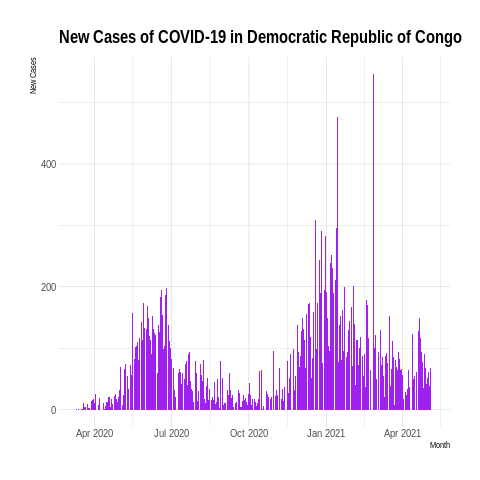 New Cases of COVID-19 in Democratic Republic of Congo
New Cases
400
200
0
Apr 2020 Jul 2020 Oct 2020 Jan 2021 Apr 2021
Month